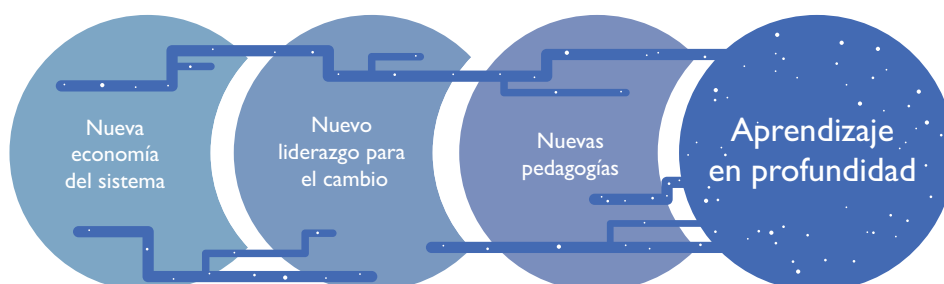 Nueva
economía
del sistema
Nuevo
liderazgo para
el cambio
Nuevas
pedagogías
Aprendizaje
en profundidad